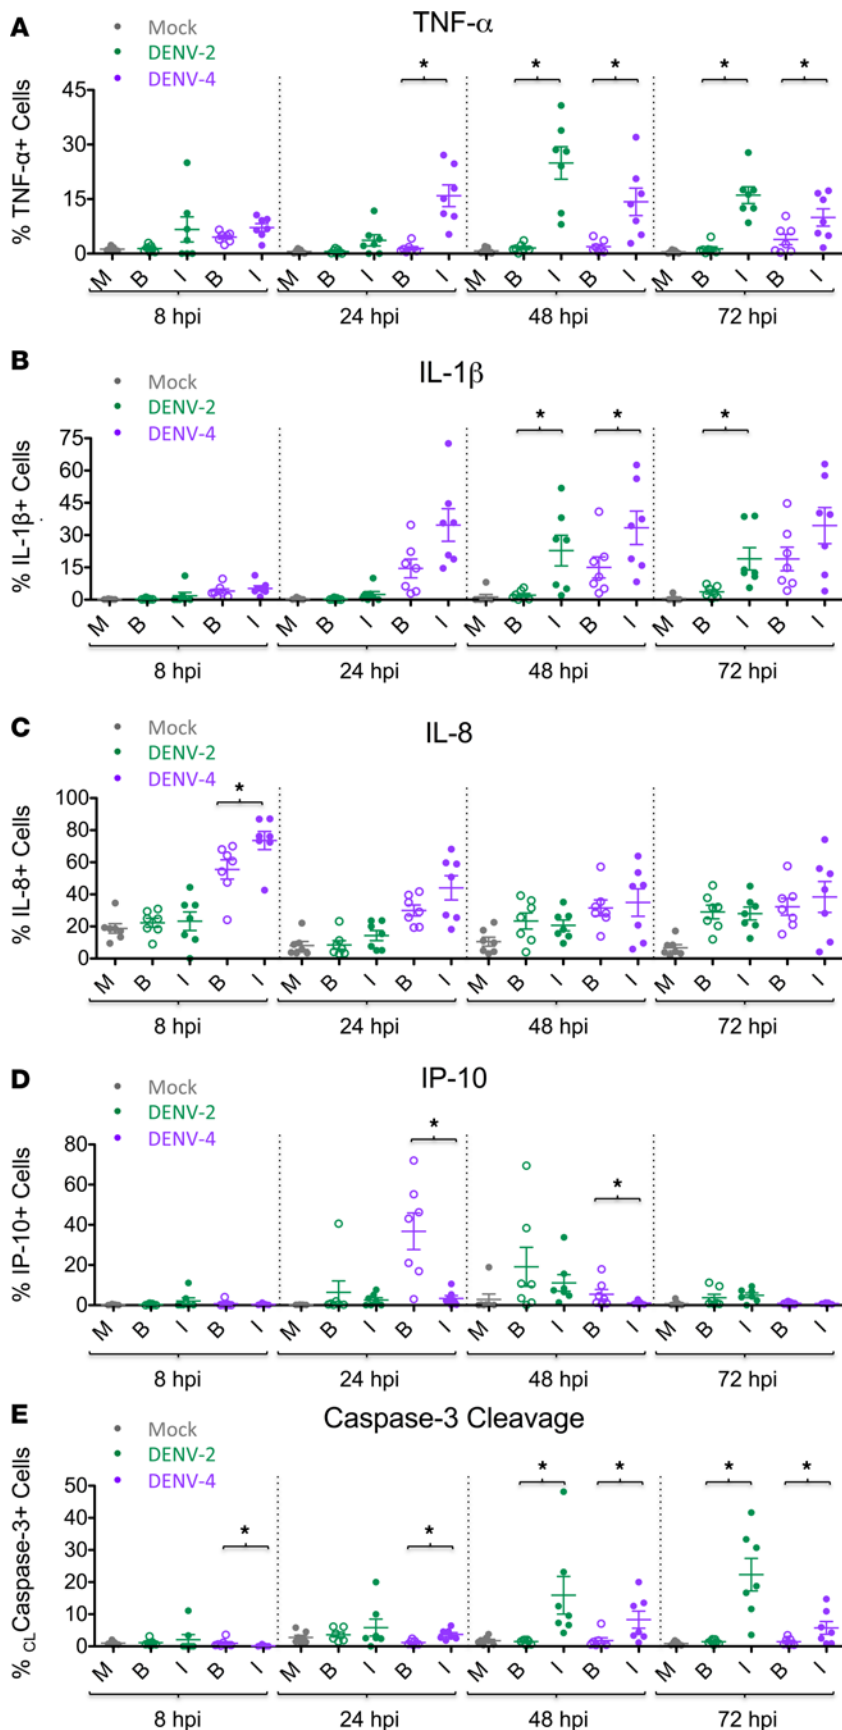 A
TNF-α
Mock
DENV-2
DENV-4
* * * * *
% TNF-α+ Cells
45
30
15
0
M B I B I M B I B I M B I B I M B I B I
8 hpi 24 hpi 48 hpi 72 hpi
B
IL-1β
Mock
DENV-2
DENV-4
* * *
% IL-1β+ Cells
75
60
45
30
15
0
M B I B I M B I B I M B I B I M B I B I
8 hpi 24 hpi 48 hpi 72 hpi
C
IL-8
Mock
DENV-2
DENV-4
*
% IL-8+ Cells
100
80
60
40
20
0
M B I B I M B I B I M B I B I M B I B I
8 hpi 24 hpi 48 hpi 72 hpi
D
IP-10
Mock
DENV-2
DENV-4
* *
% IP-10+ Cells
80
60
40
20
0
M B I B I M B I B I M B I B I M B I B I
8 hpi 24 hpi 48 hpi 72 hpi
E
Caspase-3 Cleavage
Mock
DENV-2
DENV-4
* * * * * *
% CL Caspase-3+ Cells
50
40
30
20
10
0
M B I B I M B I B I M B I B I M B I B I
8 hpi 24 hpi 48 hpi 72 hpi